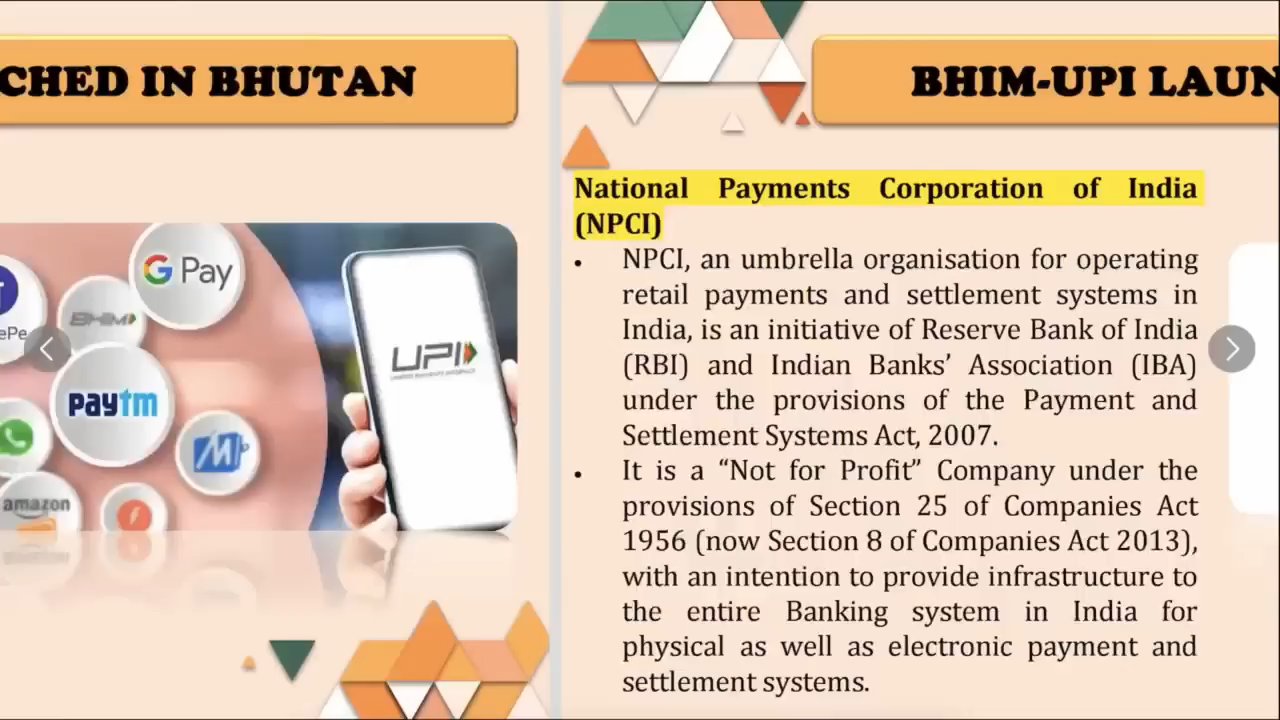 CHED IN BHUTAN
G Pay
ePe
BHIM
paytm
amazon
UPI
BHIM-UPI LAUN
National Payments Corporation of India
(NPCI)
• NPCI, an umbrella organisation for operating
retail payments and settlement systems in
India, is an initiative of Reserve Bank of India
(RBI) and Indian Banks’ Association (IBA)
under the provisions of the Payment and
Settlement Systems Act, 2007.
• It is a “Not for Profit” Company under the
provisions of Section 25 of Companies Act
1956 (now Section 8 of Companies Act 2013),
with an intention to provide infrastructure to
the entire Banking system in India for
physical as well as electronic payment and
settlement systems.